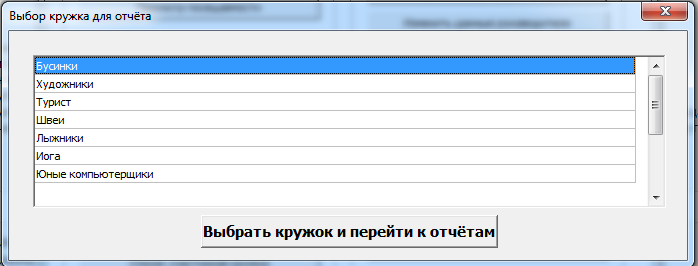 Выбор кружка для отчёта
Бусинки
Художники
Турист
Швеи
Лыжники
Иога
Юные компьютерщики
Выбрать кружок и перейти к отчётам